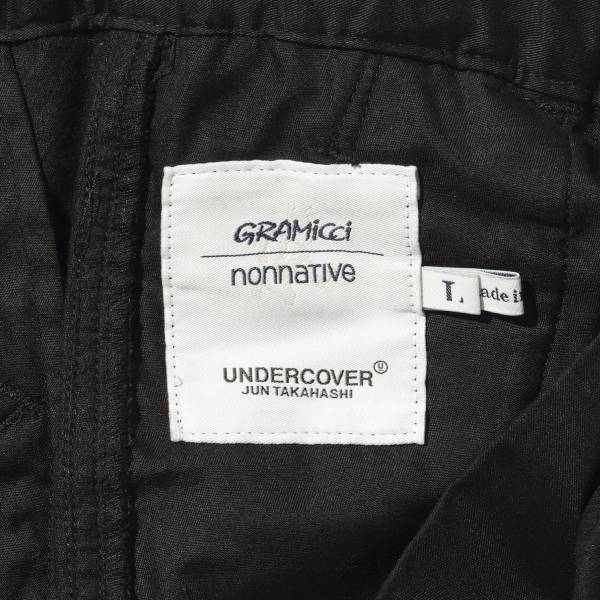 GRAMiCCi
nonnaTIVe
UNDERCOVER Ⓤ
JUN TAKAHASHI
L
ade i